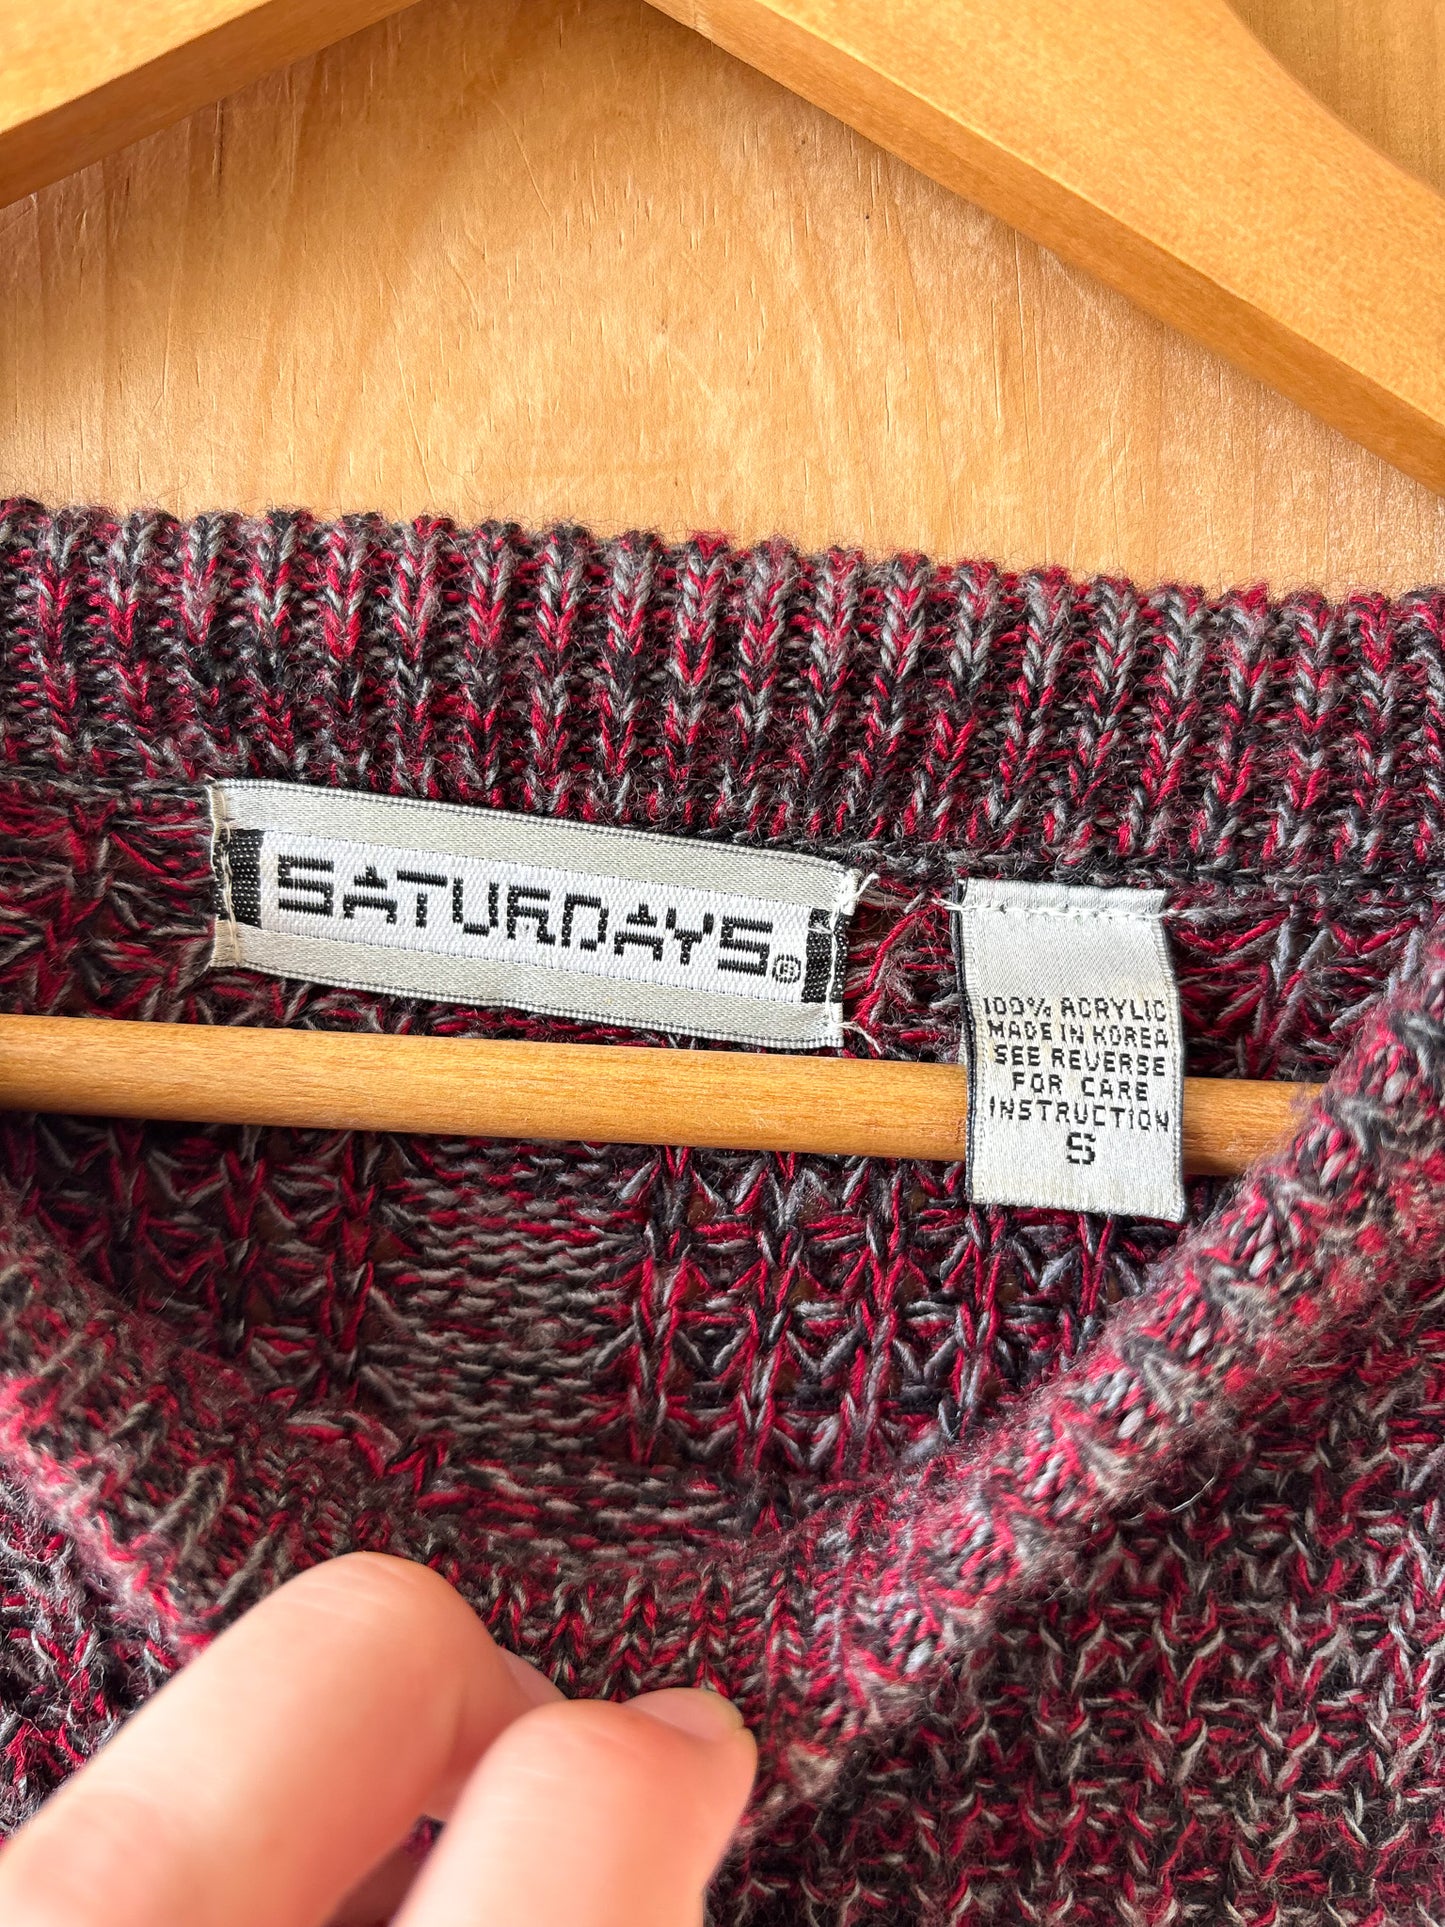 SATURDAYS®
100% ACRYLIC
MADE IN KOREA
SEE REVERSE
FOR CARE
INSTRUCTION
S